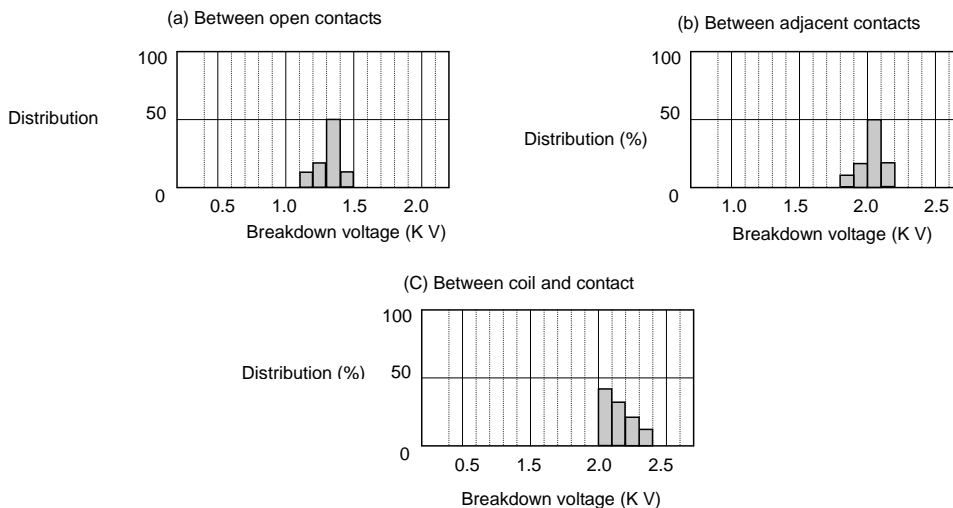 (a) Between open contacts
100
Distribution
50
0
0.5 1.0 1.5 2.0
Breakdown voltage (K V)
(b) Between adjacent contacts
100
50
Distribution (%)
0
1.0 1.5 2.0 2.5
Breakdown voltage (K V)
(C) Between coil and contact
100
Distribution (%)
50
0
0.5 1.5 2.0 2.5
Breakdown voltage (K V)